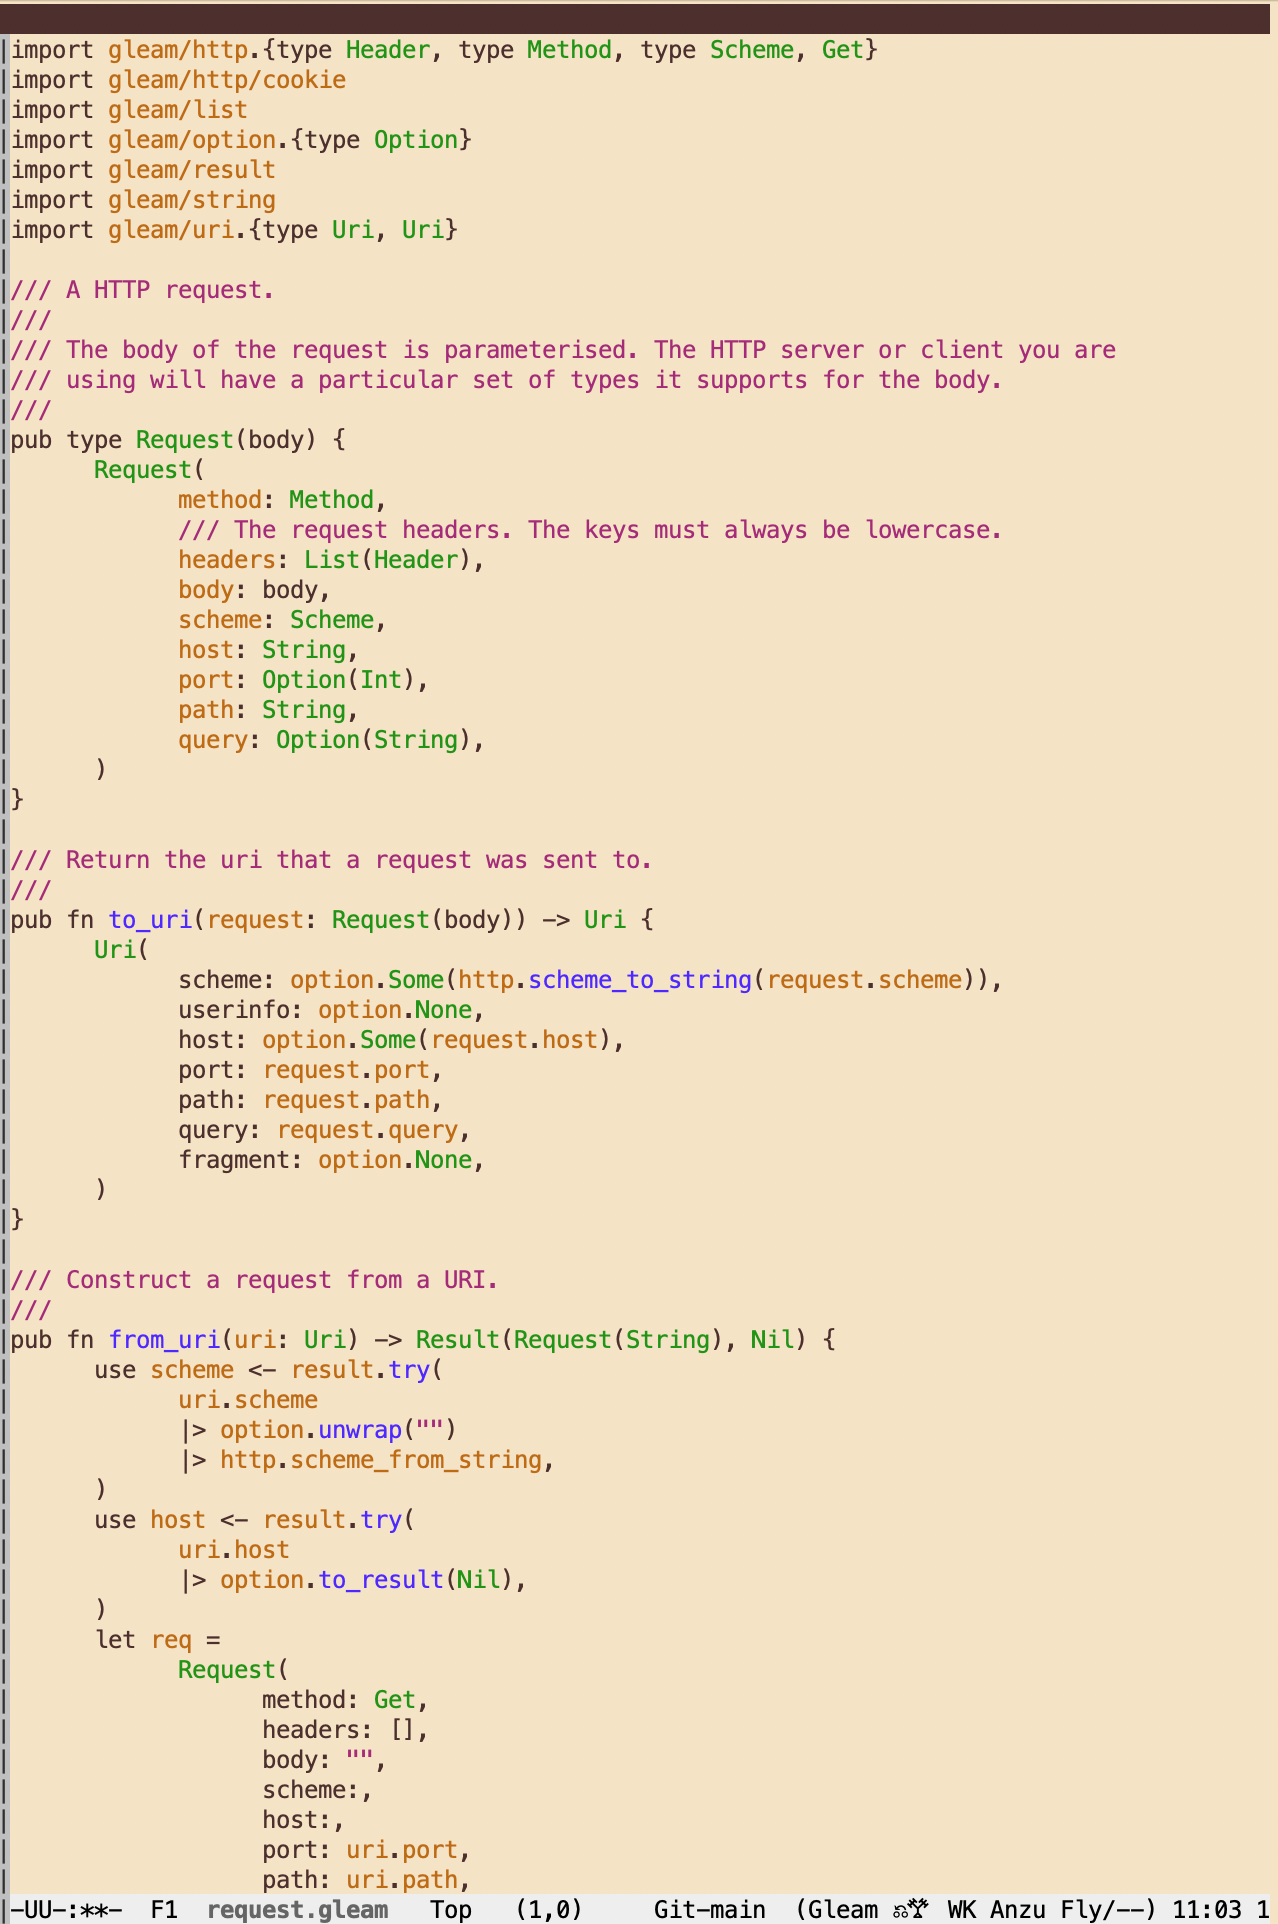 import gleam/http.{type Header, type Method, type Scheme, Get}
import gleam/http/cookie
import gleam/list
import gleam/option.{type Option}
import gleam/result
import gleam/string
import gleam/uri.{type Uri, Uri}
/// A HTTP request.
///
/// The body of the request is parameterised. The HTTP server or client you are
/// using will have a particular set of types it supports for the body.
///
pub type Request(body) {
Request(
method: Method,
/// The request headers. The keys must always be lowercase.
headers: List(Header),
body: body,
scheme: Scheme,
host: String,
port: Option(Int),
path: String,
query: Option(String),
)
}
/// Return the uri that a request was sent to.
///
pub fn to_uri(request: Request(body)) -> Uri {
Uri(
scheme: option.Some(http.scheme_to_string(request.scheme)),
userinfo: option.None,
host: option.Some(request.host),
port: request.port,
path: request.path,
query: request.query,
fragment: option.None,
)
}
/// Construct a request from a URI.
///
pub fn from_uri(uri: Uri) -> Result(Request(String), Nil) {
use scheme <- result.try(
uri.scheme
|> option.unwrap("")
|> http.scheme_from_string,
)
use host <- result.try(
uri.host
|> option.to_result(Nil),
)
let req =
Request(
method: Get,
headers: [],
body: "",
scheme:,
host:,
port: uri.port,
path: uri.path,
-UU-:**- F1 request.gleam Top (1,0) Git-main (Gleam WK Anzu Fly/--) 11:03 1